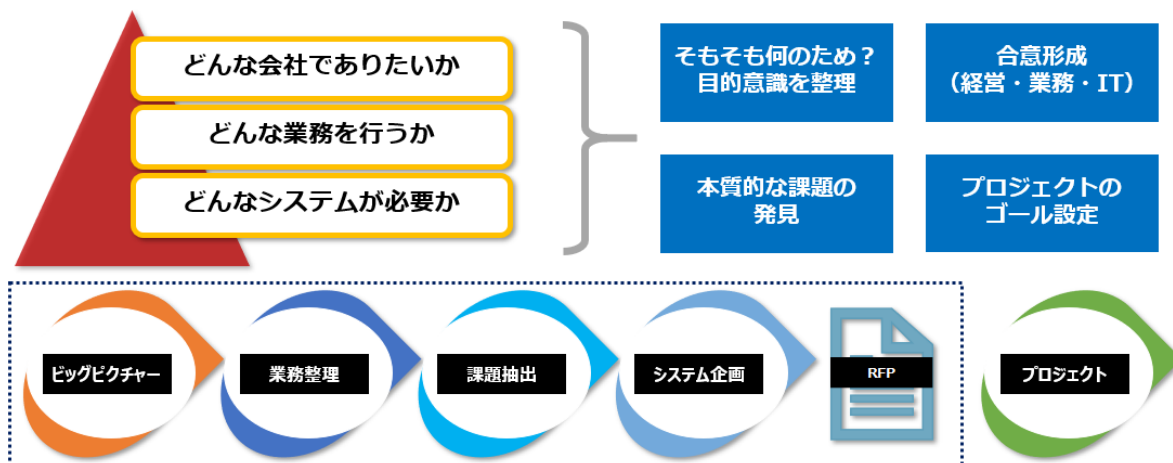 どんな会社でありたいか
どんな業務を行うか
どんなシステムが必要か
そもそも何のため？
目的意識を整理
合意形成
（経営・業務・IT）
本質的な課題の
発見
プロジェクトの
ゴール設定
ビッグピクチャー
業務整理
課題抽出
システム企画
RFP
プロジェクト